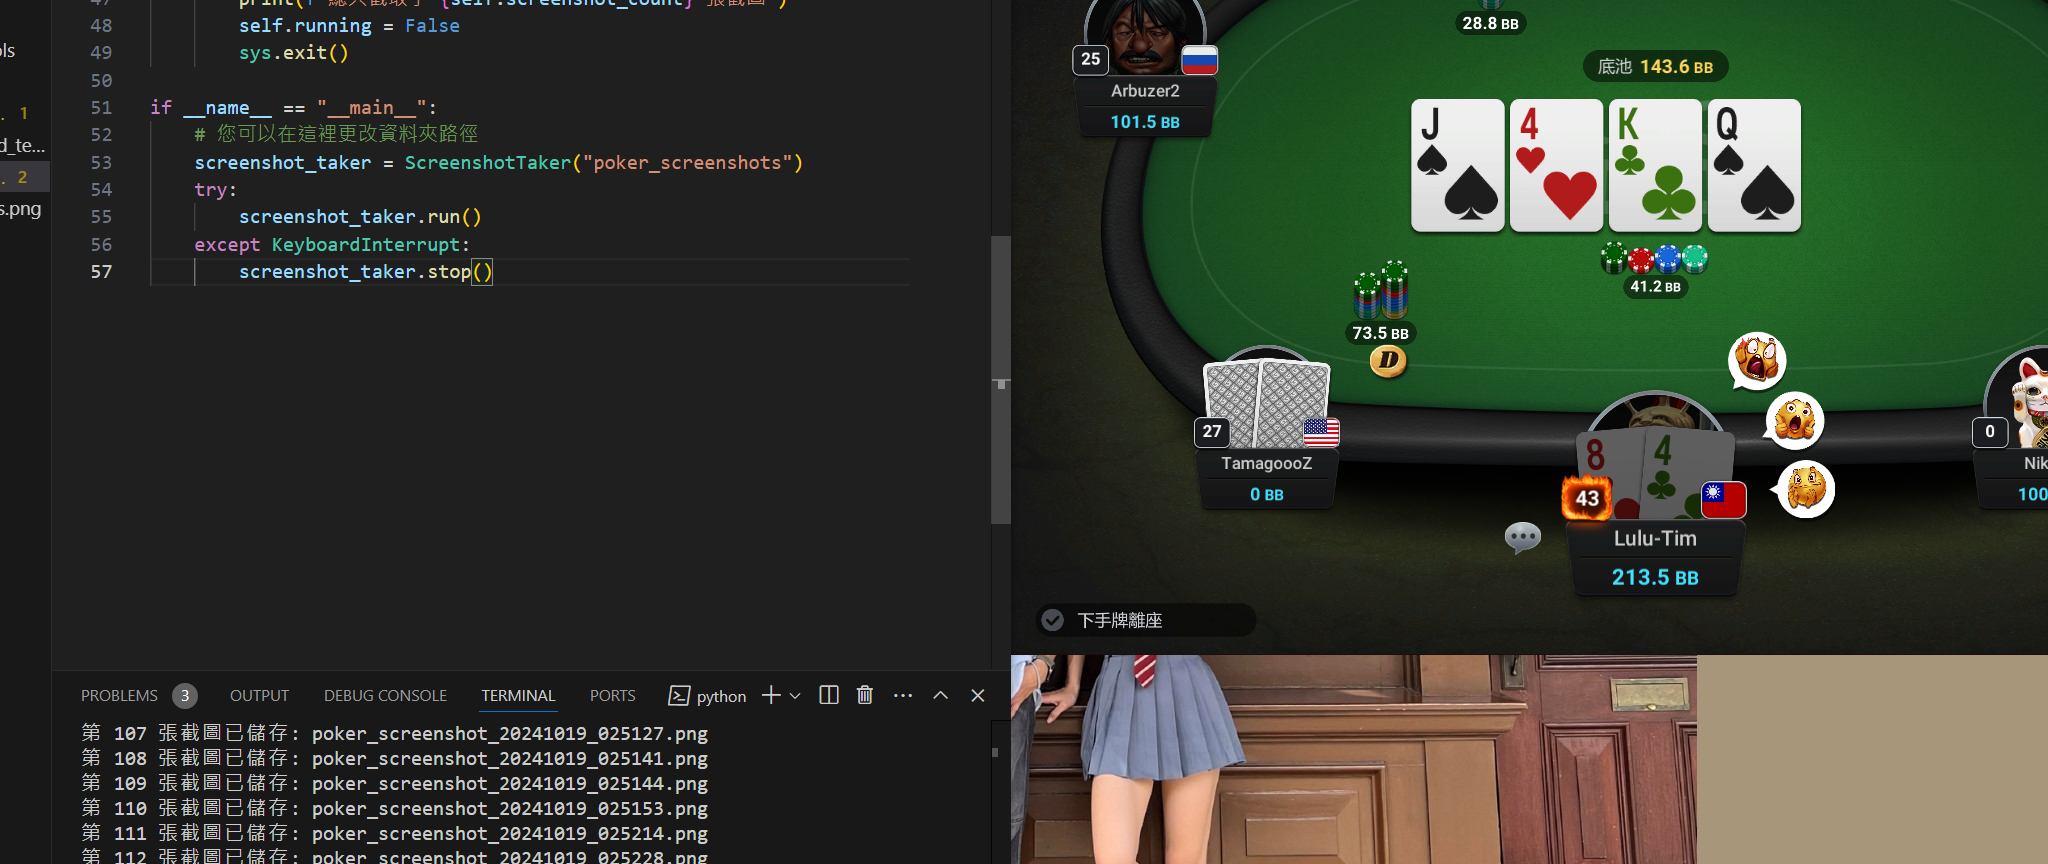 ols
. 1
d_te...
. 2
s.png
48 self.running = False
49 sys.exit()
50
51 if __name__ == "__main__":
52 # 您可以在這裡更改資料夾路徑
53 screenshot_taker = ScreenshotTaker("poker_screenshots")
54 try:
55 screenshot_taker.run()
56 except KeyboardInterrupt:
57 screenshot_taker.stop()
PROBLEMS 3 OUTPUT DEBUG CONSOLE TERMINAL PORTS python
第 107 張截圖已儲存: poker_screenshot_20241019_025127.png
第 108 張截圖已儲存: poker_screenshot_20241019_025141.png
第 109 張截圖已儲存: poker_screenshot_20241019_025144.png
第 110 張截圖已儲存: poker_screenshot_20241019_025153.png
第 111 張截圖已儲存: poker_screenshot_20241019_025214.png
第 112 張截圖已儲存: poker_screenshot_20241019_025228.png
28.8 BB
25
Arbuzer2
101.5 BB
底池 143.6 BB
J 4 K Q
41.2 BB
73.5 BB
D
27
TamagoooZ
0 BB
8 4
43
Lulu-Tim
213.5 BB
0
Nik
100
下手牌離座